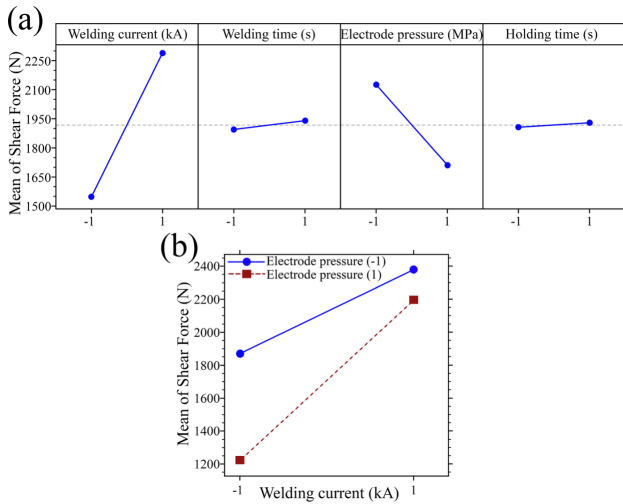 (a)
Welding current (kA) Welding time (s) Electrode pressure (MPa) Holding time (s)
Mean of Shear Force (N)
2250
2100
1950
1800
1650
1500
-1 1 -1 1 -1 1 -1 1
(b)
Electrode pressure (-1)
Electrode pressure (1)
Mean of Shear Force (N)
2400
2200
2000
1800
1600
1400
1200
-1 1
Welding current (kA)